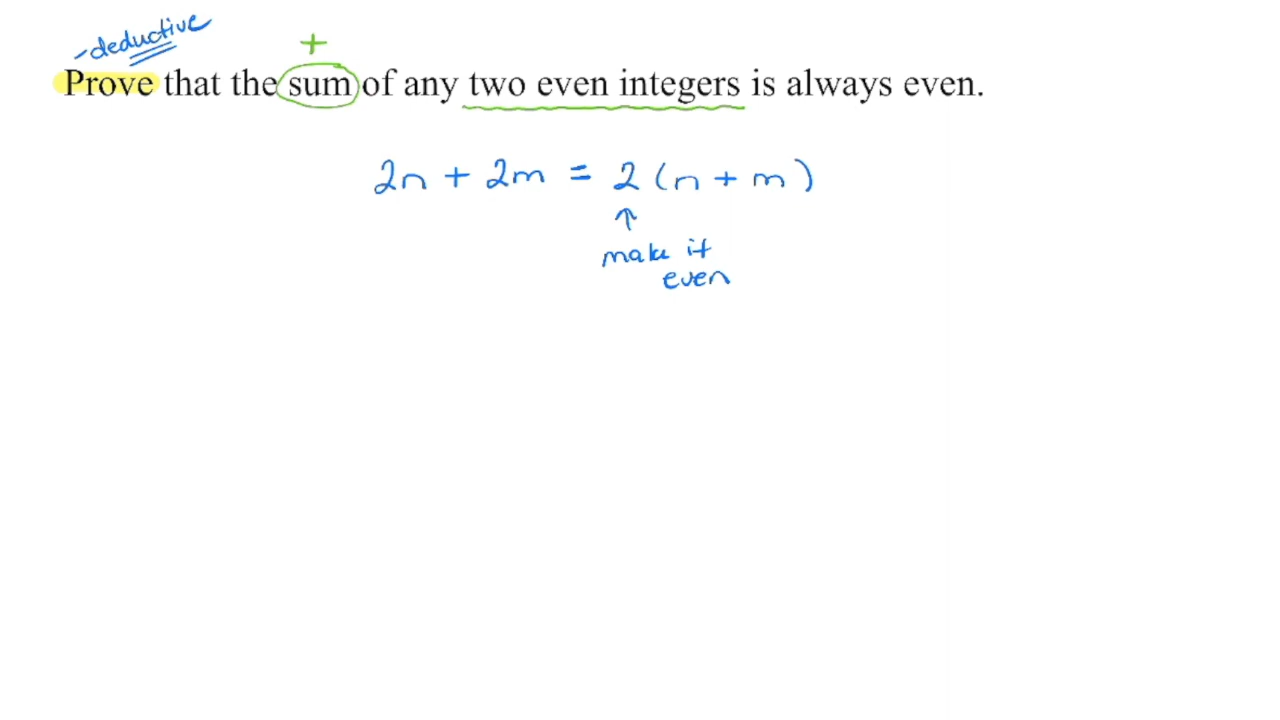 -deductive
+
Prove that the sum of any two even integers is always even.
2n + 2m = 2 (n + m)
↑
make it
even